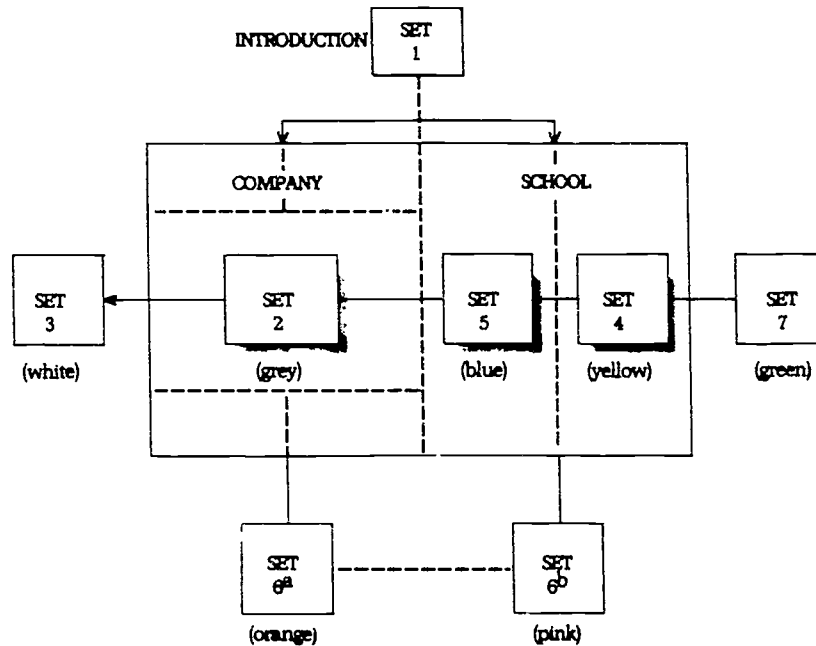 INTRODUCTION
SET
1
COMPANY
SCHOOL
SET
3
SET
2
SET
5
SET
4
SET
7
(white)
(grey)
(blue)
(yellow)
(green)
SET
6a
SET
6b
(orange)
(pink)